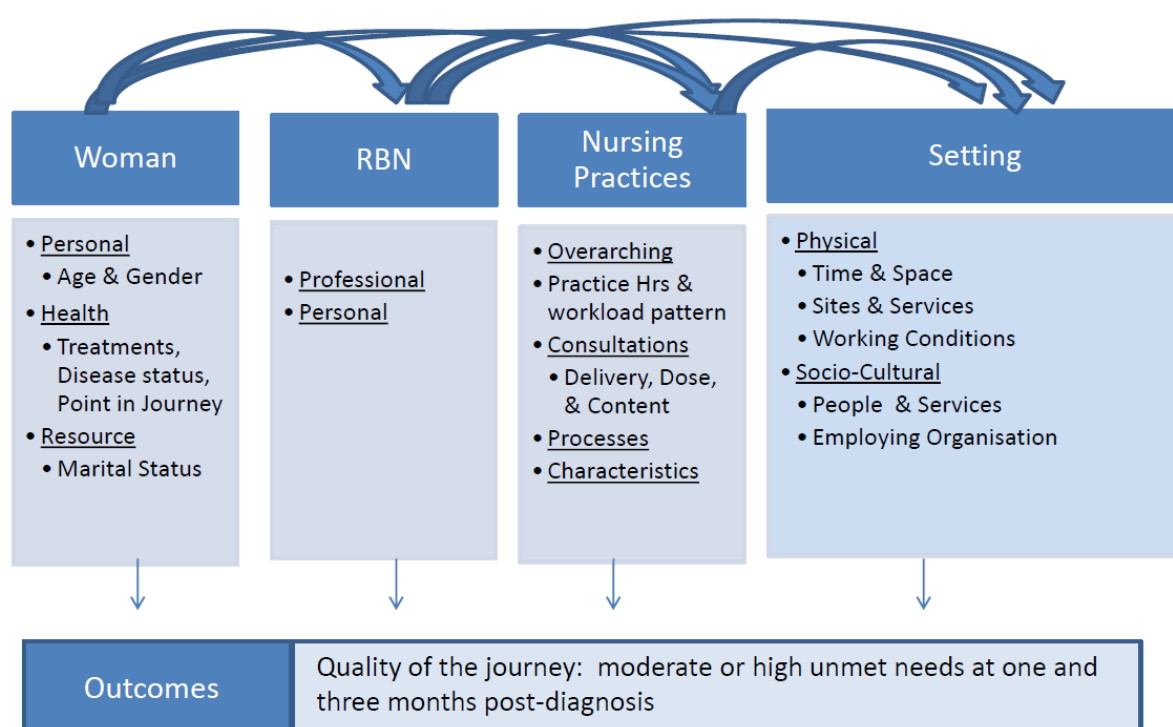 Woman
RBN
Nursing
Practices
Setting
• Personal
• Age & Gender
• Health
• Treatments,
Disease status,
Point in Journey
• Resource
• Marital Status
• Professional
• Personal
• Overarching
• Practice Hrs &
workload pattern
• Consultations
• Delivery, Dose,
& Content
• Processes
• Characteristics
• Physical
• Time & Space
• Sites & Services
• Working Conditions
• Socio-Cultural
• People & Services
• Employing Organisation
Outcomes
Quality of the journey: moderate or high unmet needs at one and
three months post-diagnosis